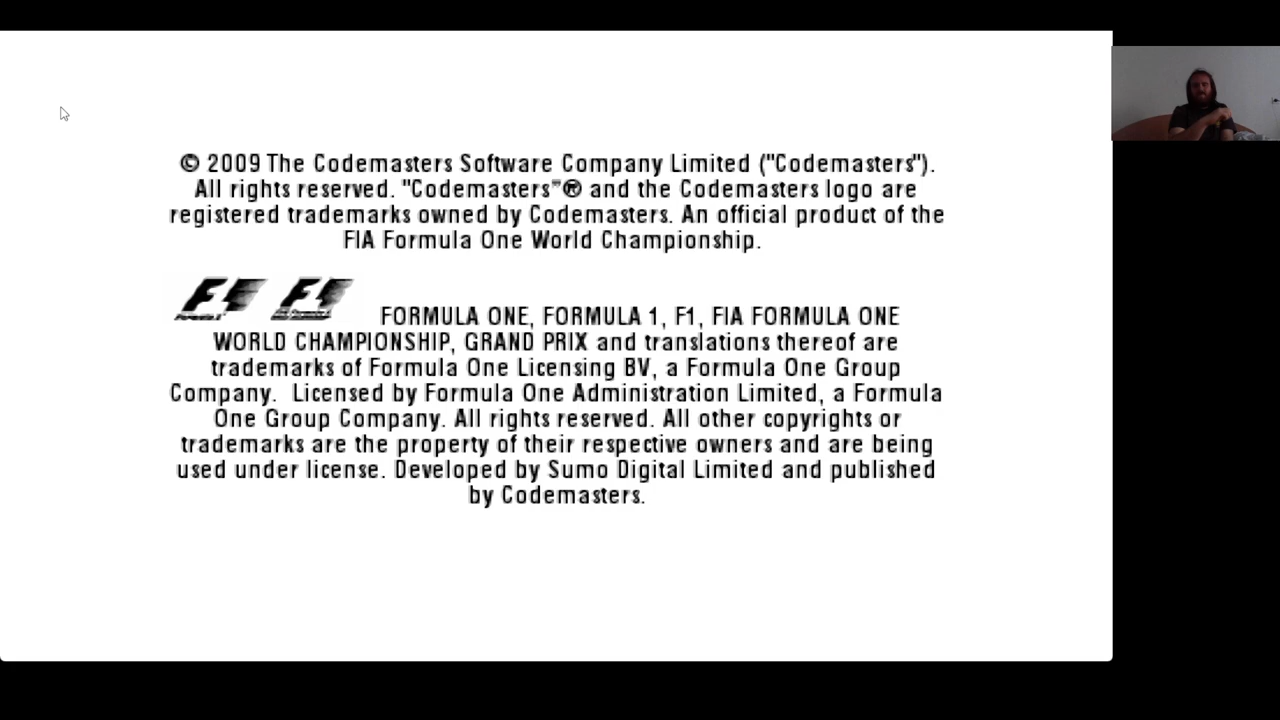 © 2009 The Codemasters Software Company Limited ("Codemasters").
All rights reserved. "Codemasters"® and the Codemasters logo are
registered trademarks owned by Codemasters. An official product of the
FIA Formula One World Championship.
F1 F1 FORMULA ONE, FORMULA 1, F1, FIA FORMULA ONE
WORLD CHAMPIONSHIP, GRAND PRIX and translations thereof are
trademarks of Formula One Licensing BV, a Formula One Group
Company. Licensed by Formula One Administration Limited, a Formula
One Group Company. All rights reserved. All other copyrights or
trademarks are the property of their respective owners and are being
used under license. Developed by Sumo Digital Limited and published
by Codemasters.